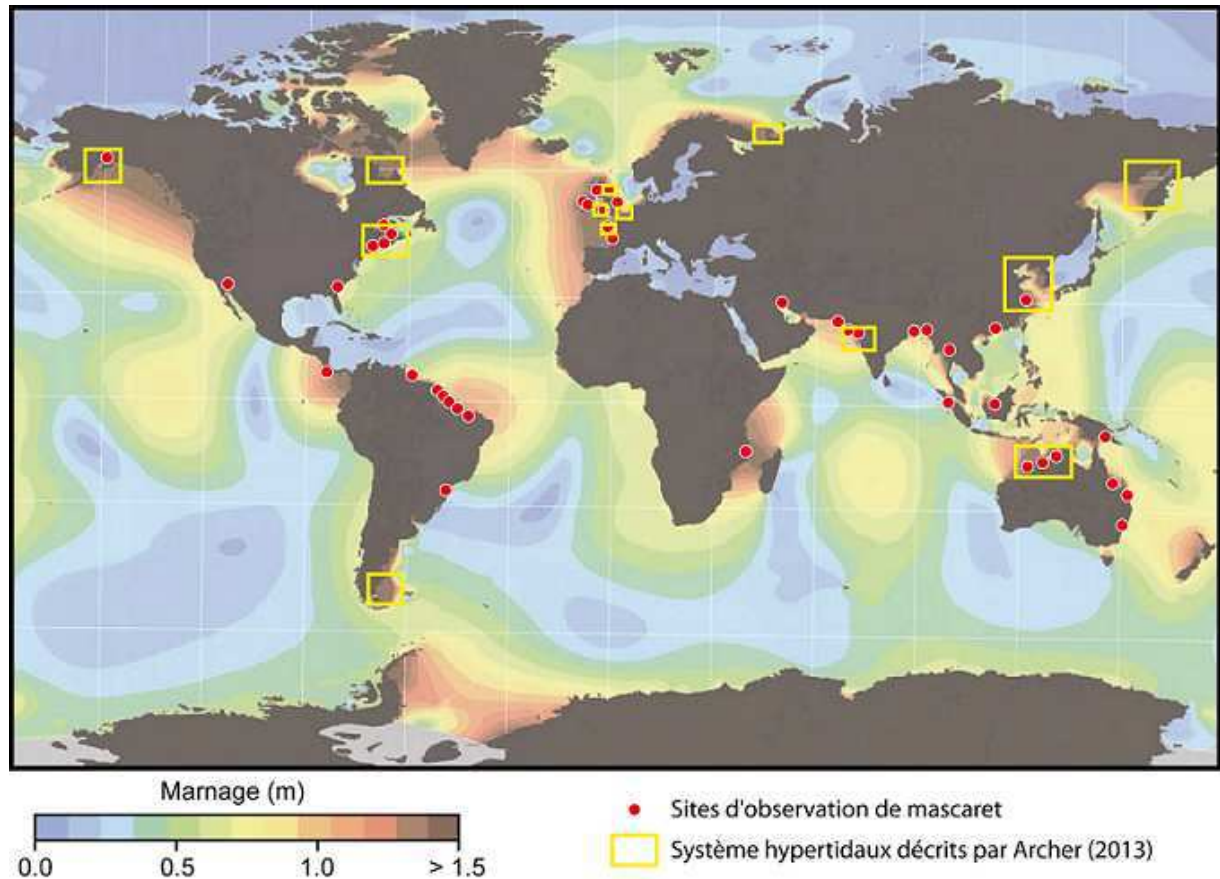 Marnage (m)
0.0
0.5
1.0
> 1.5
Sites d'observation de mascaret
Système hypertidaux décrits par Archer (2013)